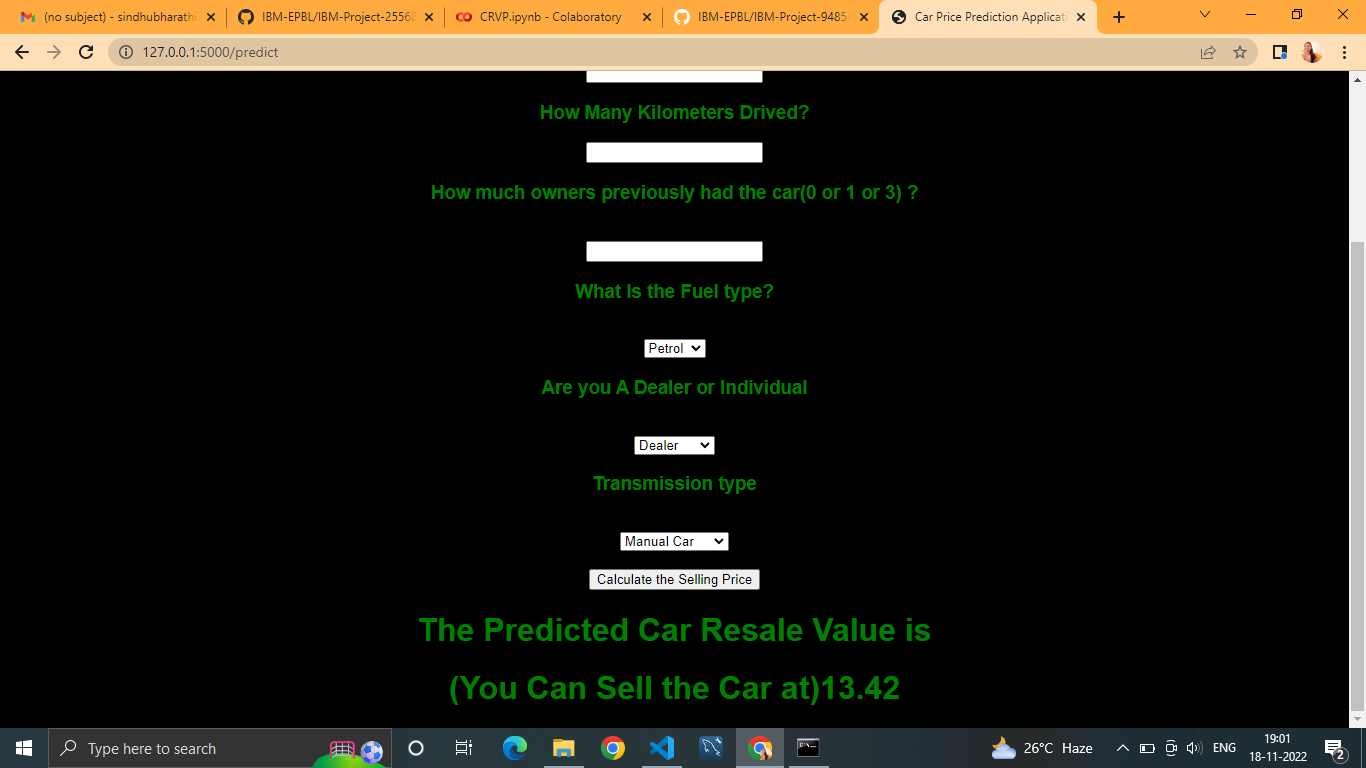 (no subject) - sindhubharathi
IBM-EPBL/IBM-Project-25568
CRVP.ipynb - Colaboratory
IBM-EPBL/IBM-Project-9485-
Car Price Prediction Applicat
127.0.0.1:5000/predict
How Many Kilometers Drived?
How much owners previously had the car(0 or 1 or 3) ?
What Is the Fuel type?
Petrol
Are you A Dealer or Individual
Dealer
Transmission type
Manual Car
Calculate the Selling Price
The Predicted Car Resale Value is
(You Can Sell the Car at)13.42
Type here to search
26°C Haze
ENG
19:01
18-11-2022
2